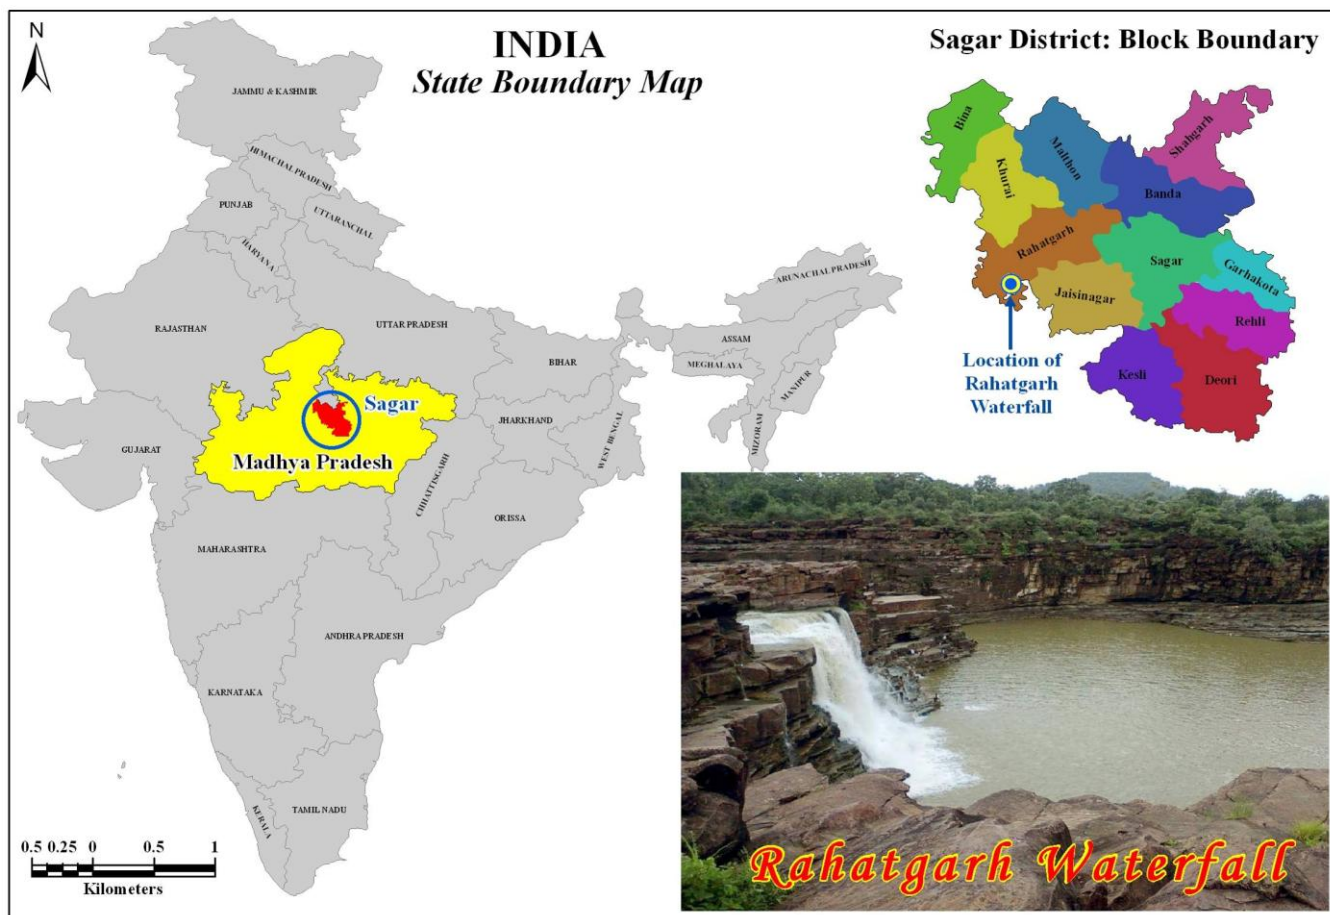 N
INDIA
State Boundary Map
JAMMU & KASHMIR
HIMACHAL PRADESH
PUNJAB
UTTARANCHAL
HARYANA
RAJASTHAN
UTTAR PRADESH
ARUNACHAL PRADESH
ASSAM
MEGHALAYA
BIHAR
MANIPUR
Sagar
JHARKHAND
WEST BENGAL
MIZORAM
GUJARAT
Madhya Pradesh
CHHATTISGARH
ORISSA
MAHARASHTRA
ANDHRA PRADESH
KARNATAKA
TAMIL NADU
KERALA
0.5 0.25 0 0.5 1
Kilometers
Sagar District: Block Boundary
Bina
Shahgarh
Malthon
Khurai
Banda
Rahatgarh
Sagar
Garhakota
Jaisinagar
Rehli
Kesli
Deori
Location of
Rahatgarh
Waterfall
Rahatgarh Waterfall